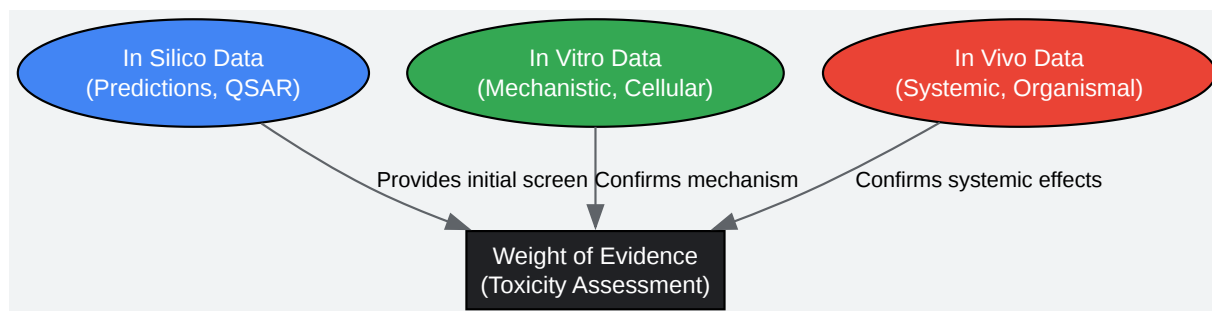 In Silico Data
(Predictions, QSAR)
In Vitro Data
(Mechanistic, Cellular)
In Vivo Data
(Systemic, Organismal)
Provides initial screen
Confirms mechanism
Confirms systemic effects
Weight of Evidence
(Toxicity Assessment)